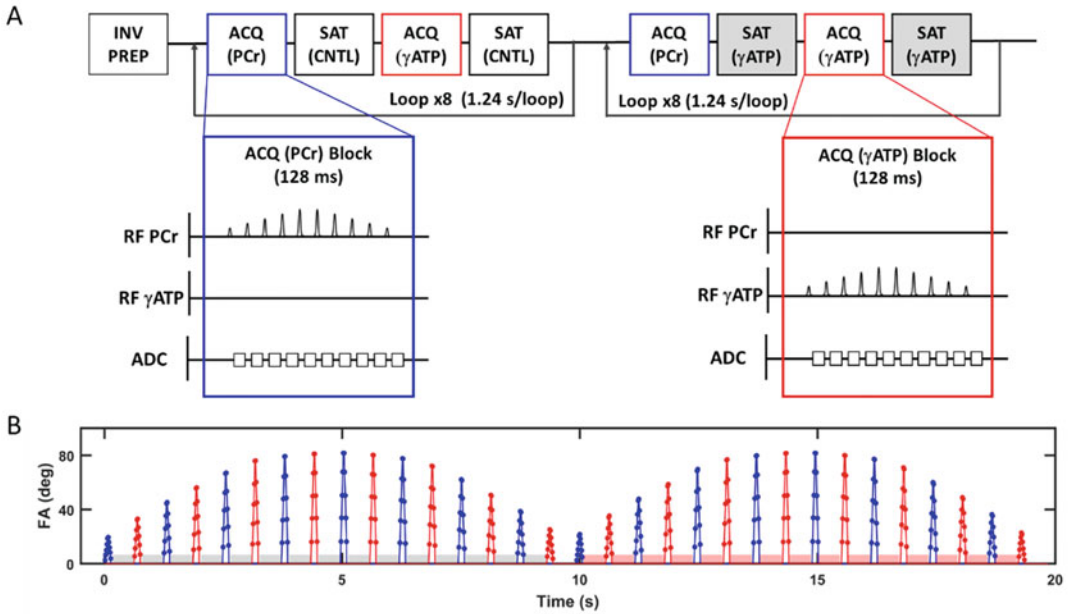 A
INV
PREP
ACQ
(PCr)
SAT
(CNTL)
ACQ
(γATP)
SAT
(CNTL)
ACQ
(PCr)
SAT
(γATP)
ACQ
(γATP)
SAT
(γATP)
Loop x8 (1.24 s/loop)
Loop x8 (1.24 s/loop)
ACQ (PCr) Block
(128 ms)
RF PCr
RF γATP
ADC
ACQ (γATP) Block
(128 ms)
RF PCr
RF γATP
ADC
B
FA (deg)
80
40
0
0
5
10
15
20
Time (s)